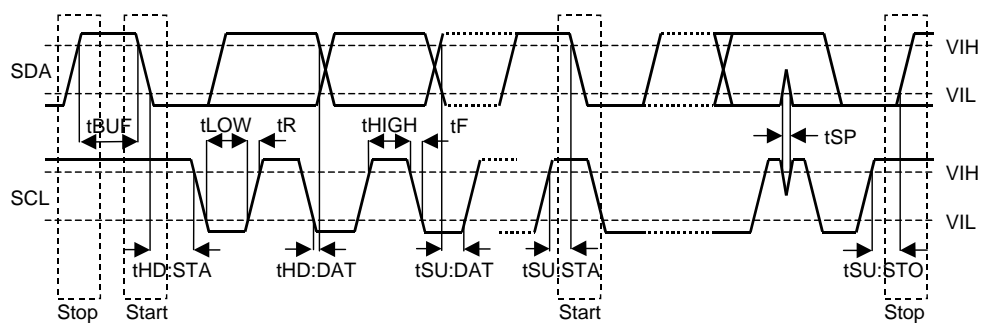 VIH
SDA
VIL
tBUF
tLOW
tR
tHIGH
tF
tSP
VIH
SCL
VIL
tHD:STA
tHD:DAT
tSU:DAT
tSU:STA
tSU:STO
Stop
Start
Start
Stop